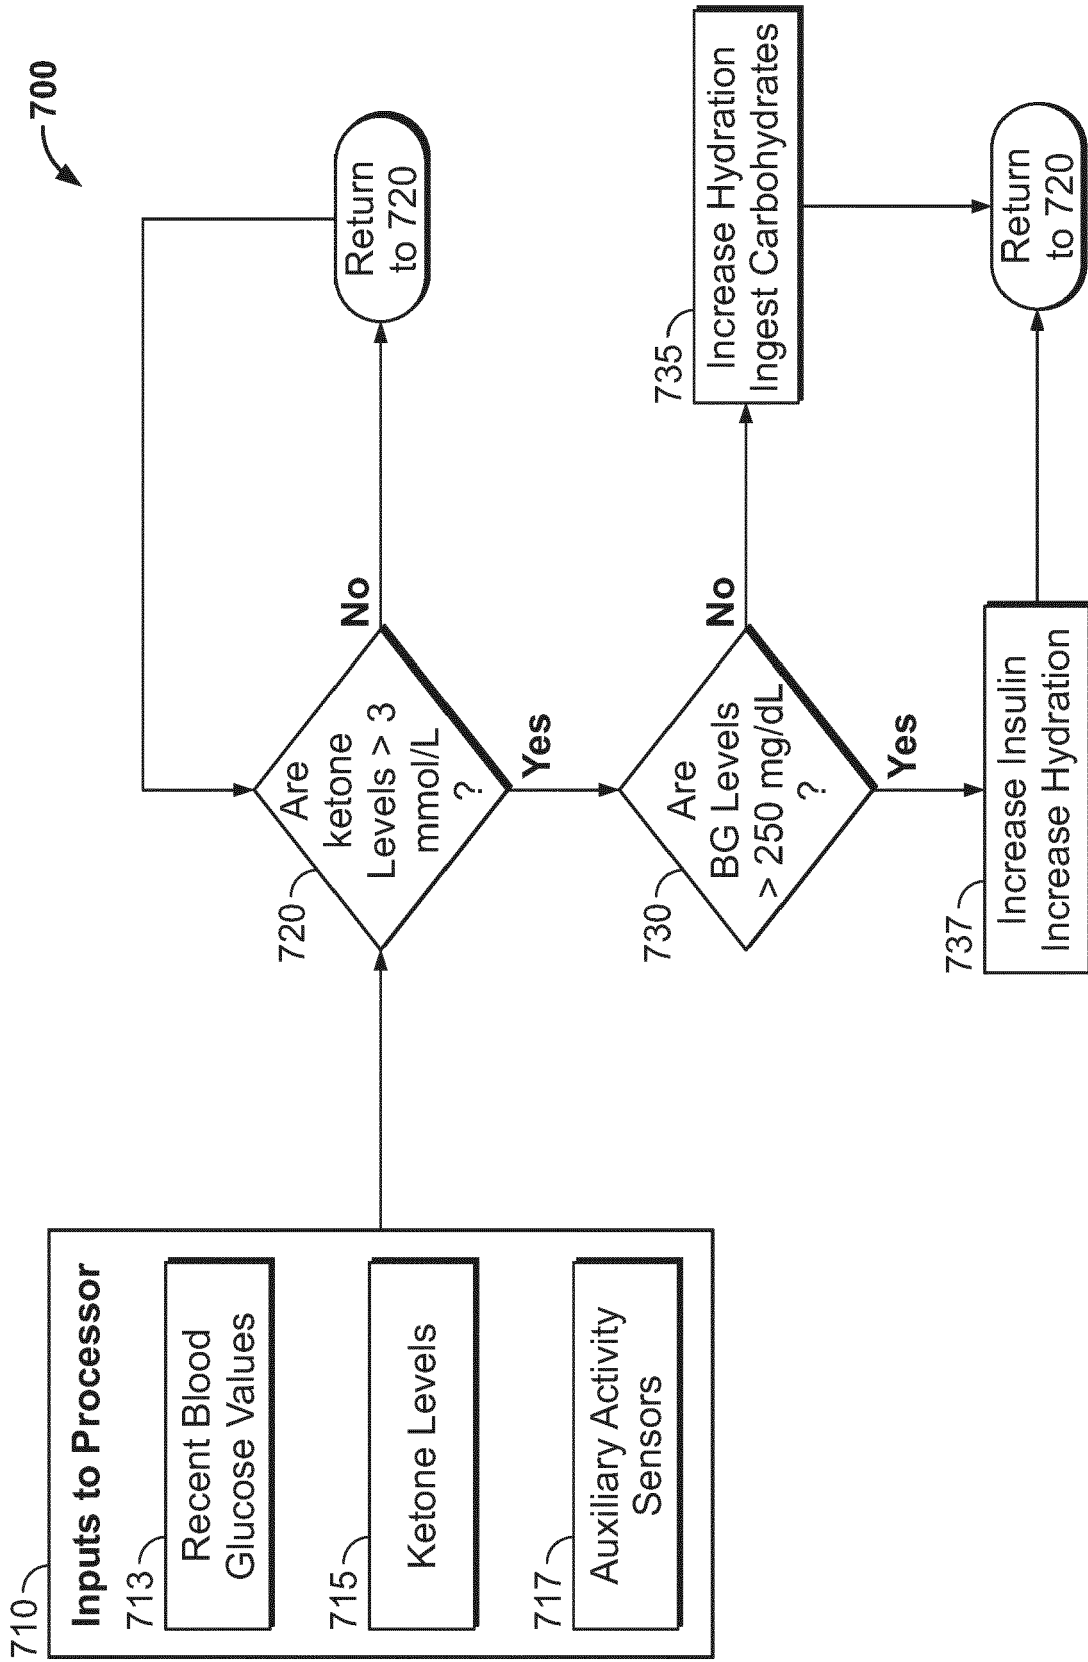 700
710
Inputs to Processor
713
Recent Blood
Glucose Values
715
Ketone Levels
717
Auxiliary Activity
Sensors
720
Are
ketone
Levels > 3
mmol/L
?
No
Return
to 720
Yes
730
Are
BG Levels
> 250 mg/dL
?
No
735
Increase Hydration
Ingest Carbohydrates
Yes
737
Increase Insulin
Increase Hydration
Return
to 720